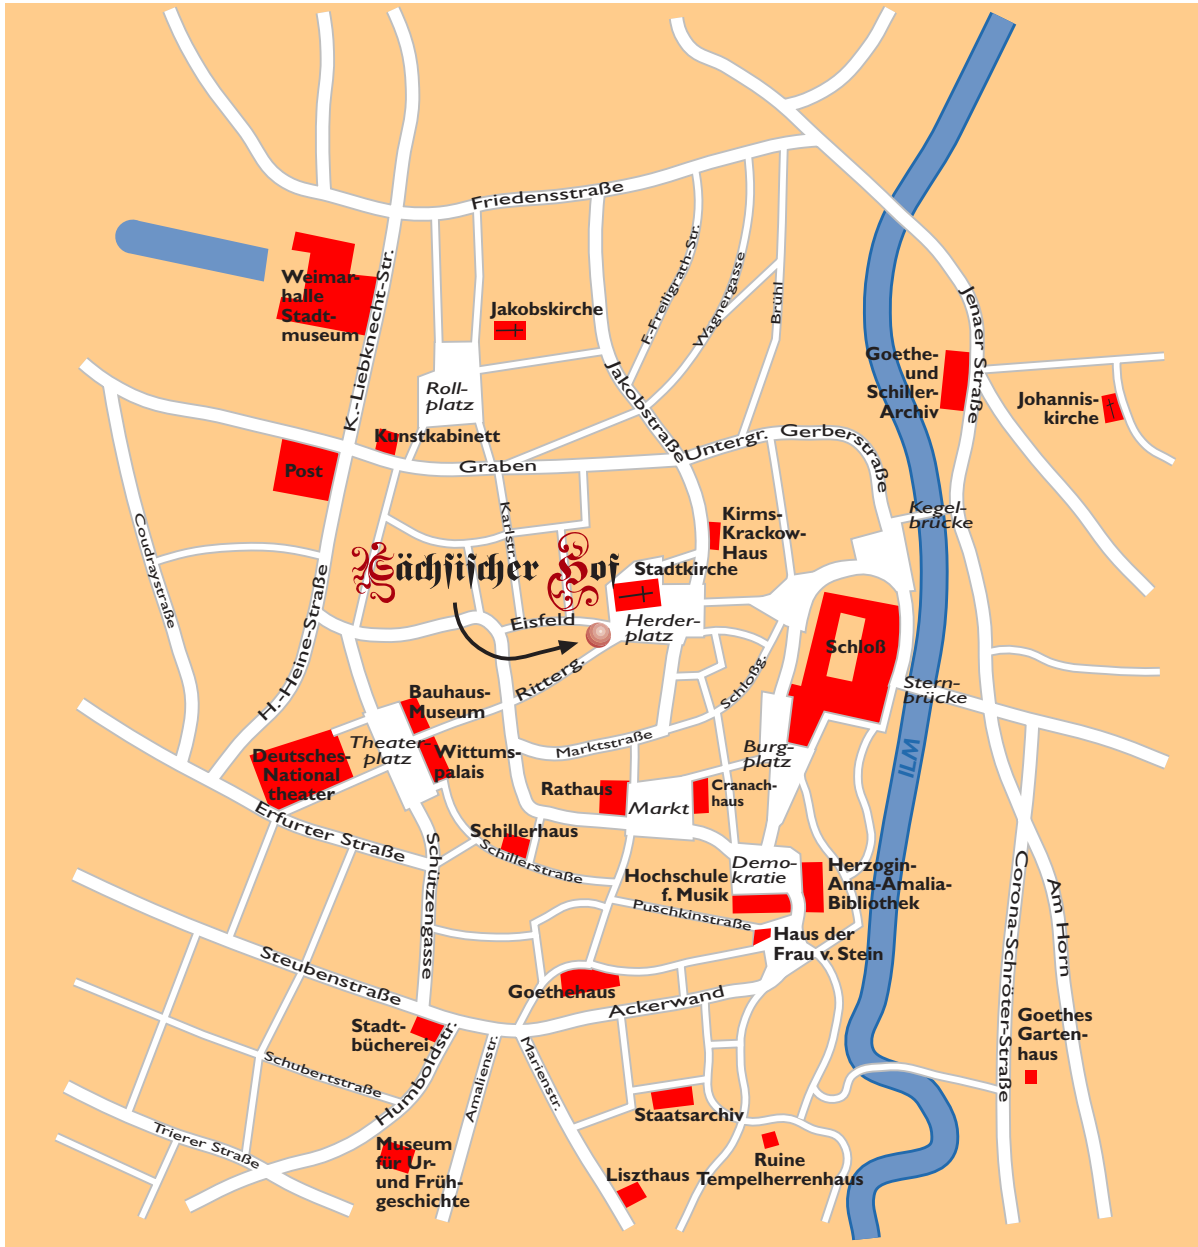 Friedensstraße
Weimar-
halle
Stadt-
museum
K.-Liebknecht-Str.
Jakobskirche
F.-Freiligrath-Str.
Wagnergasse
Brühl
Jenaer Straße
Goethe-
und
Schiller-
Archiv
Johannis-
kirche
Roll-
platz
Jakobstraße
Kunstkabinett
Post
Graben
Untergr. Gerberstraße
Kegel-
brücke
Karlstr.
Kirms-
Krackow-
Haus
Coudraystraße
Sächsischer Hof
Stadtkirche
Eisfeld
Herder-
platz
H.-Heine-Straße
Ritterg.
Schloßg.
Schloß
Stern-
brücke
Bauhaus-
Museum
Theater-
platz
Wittums-
palais
Marktstraße
Burg-
platz
ILM
Deutsches-
National
theater
Rathaus
Markt
Cranach-
haus
Erfurter Straße
Schillerhaus
Schillerstraße
Schützengasse
Demo-
kratie
Hochschule
f. Musik
Herzogin-
Anna-Amalia-
Bibliothek
Puschkinstraße
Haus der
Frau v. Stein
Corona-Schröter-Straße
Am Horn
Steubenstraße
Goethehaus
Ackerwand
Stadt-
bücherei
Goethes
Garten-
haus
Schubertstraße
Humboldstr.
Amalienstr.
Marienstr.
Staatsarchiv
Trierer Straße
Museum
für Ur-
und Früh-
geschichte
Liszthaus
Ruine
Tempelherrenhaus